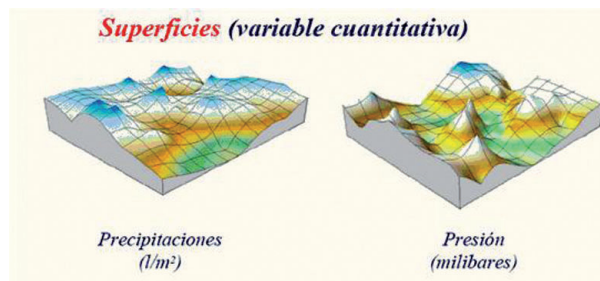 Superficies (variable cuantitativa)
Precipitaciones
(l/m²)
Presión
(milibares)